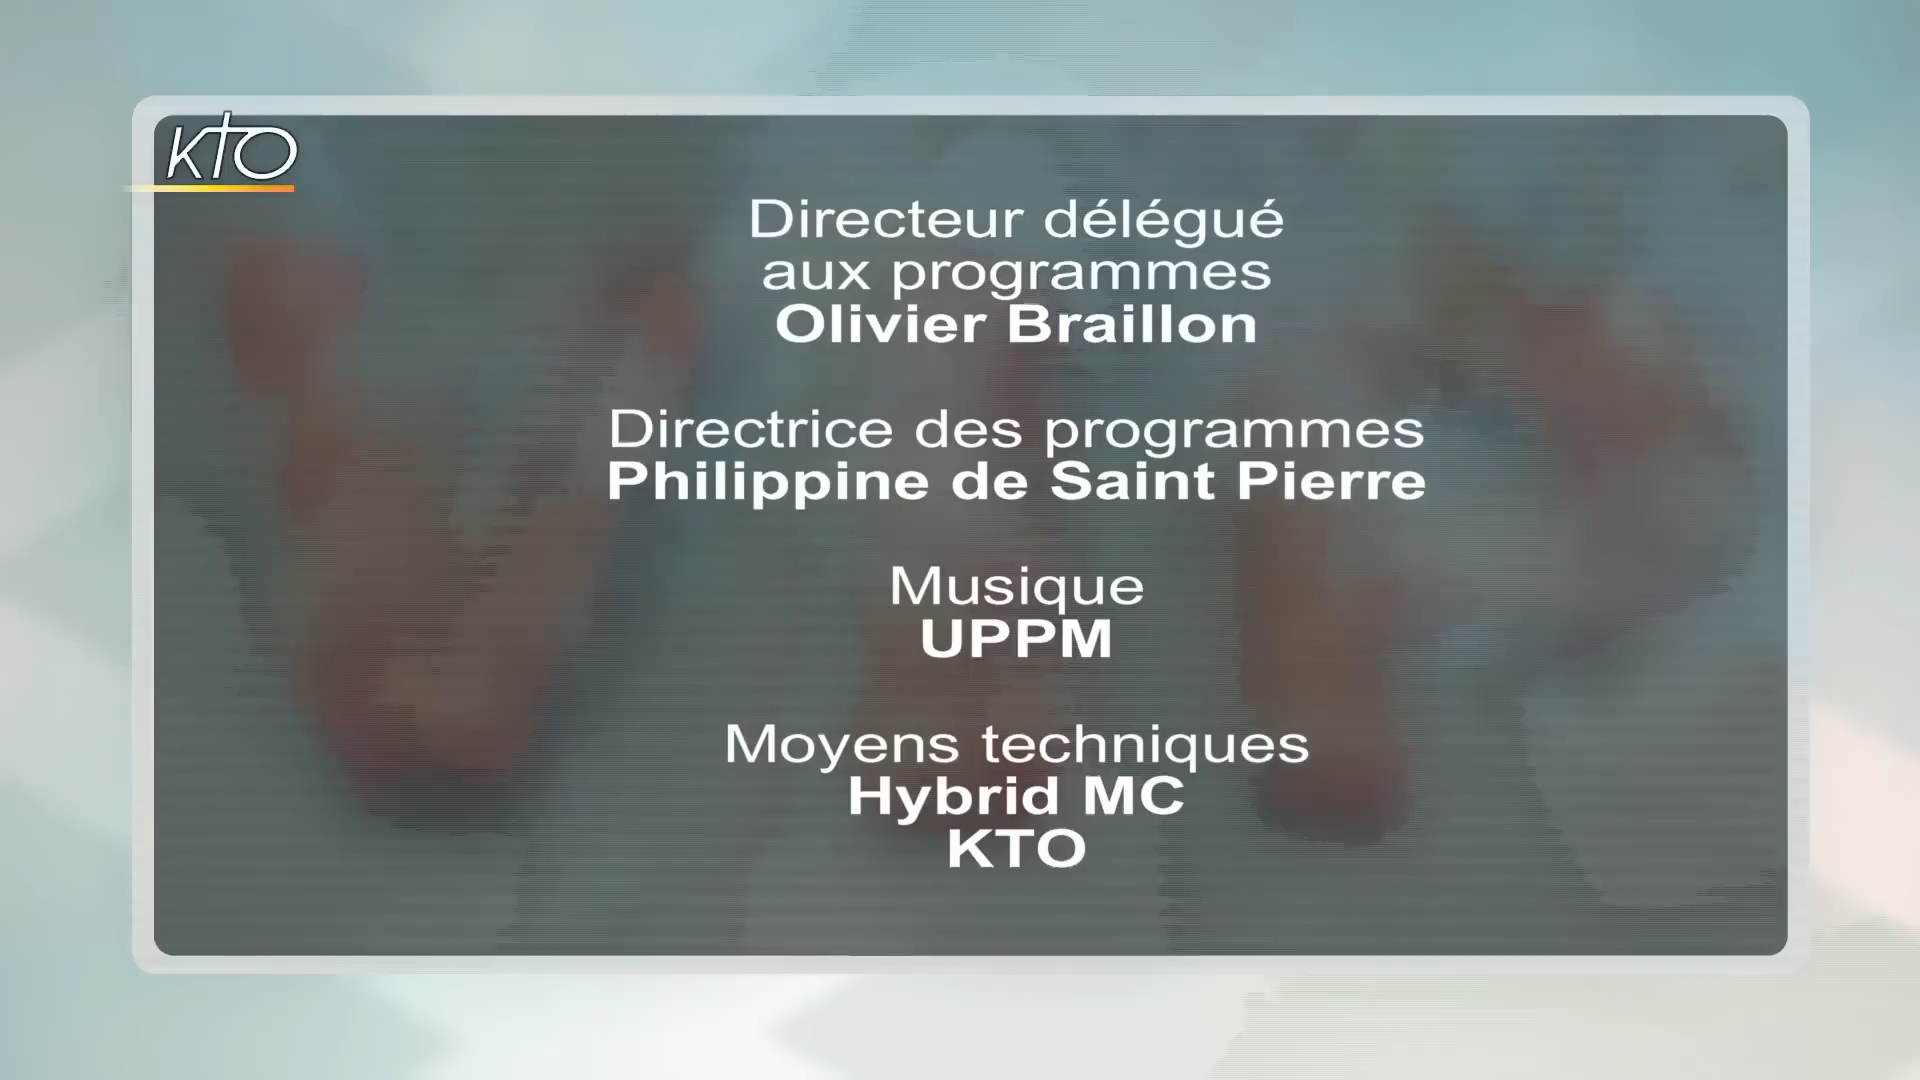 KTO
Directeur délégué
aux programmes
Olivier Braillon
Directrice des programmes
Philippine de Saint Pierre
Musique
UPPM
Moyens techniques
Hybrid MC
KTO